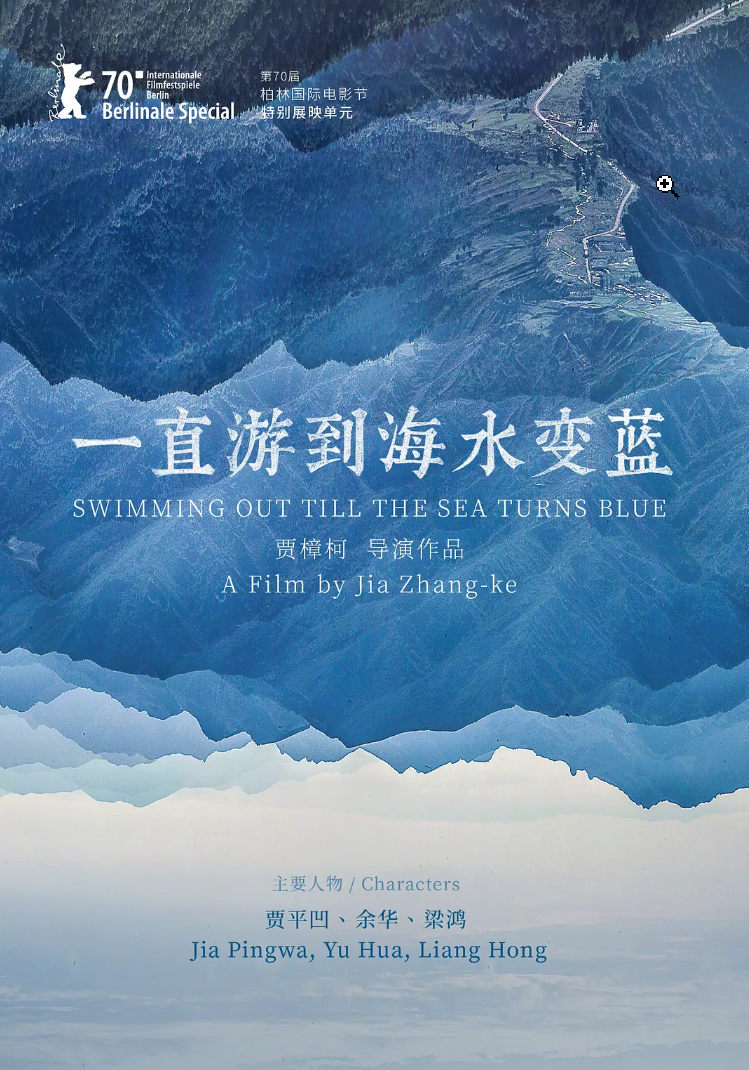 Berlinale
70
Internationale
Filmfestspiele
Berlin
Berlinale Special
第70届
柏林国际电影节
特别展映单元
一直游到海水变蓝
SWIMMING OUT TILL THE SEA TURNS BLUE
贾樟柯 导演作品
A Film by Jia Zhang-ke
主要人物 / Characters
贾平凹、余华、梁鸿
Jia Pingwa, Yu Hua, Liang Hong